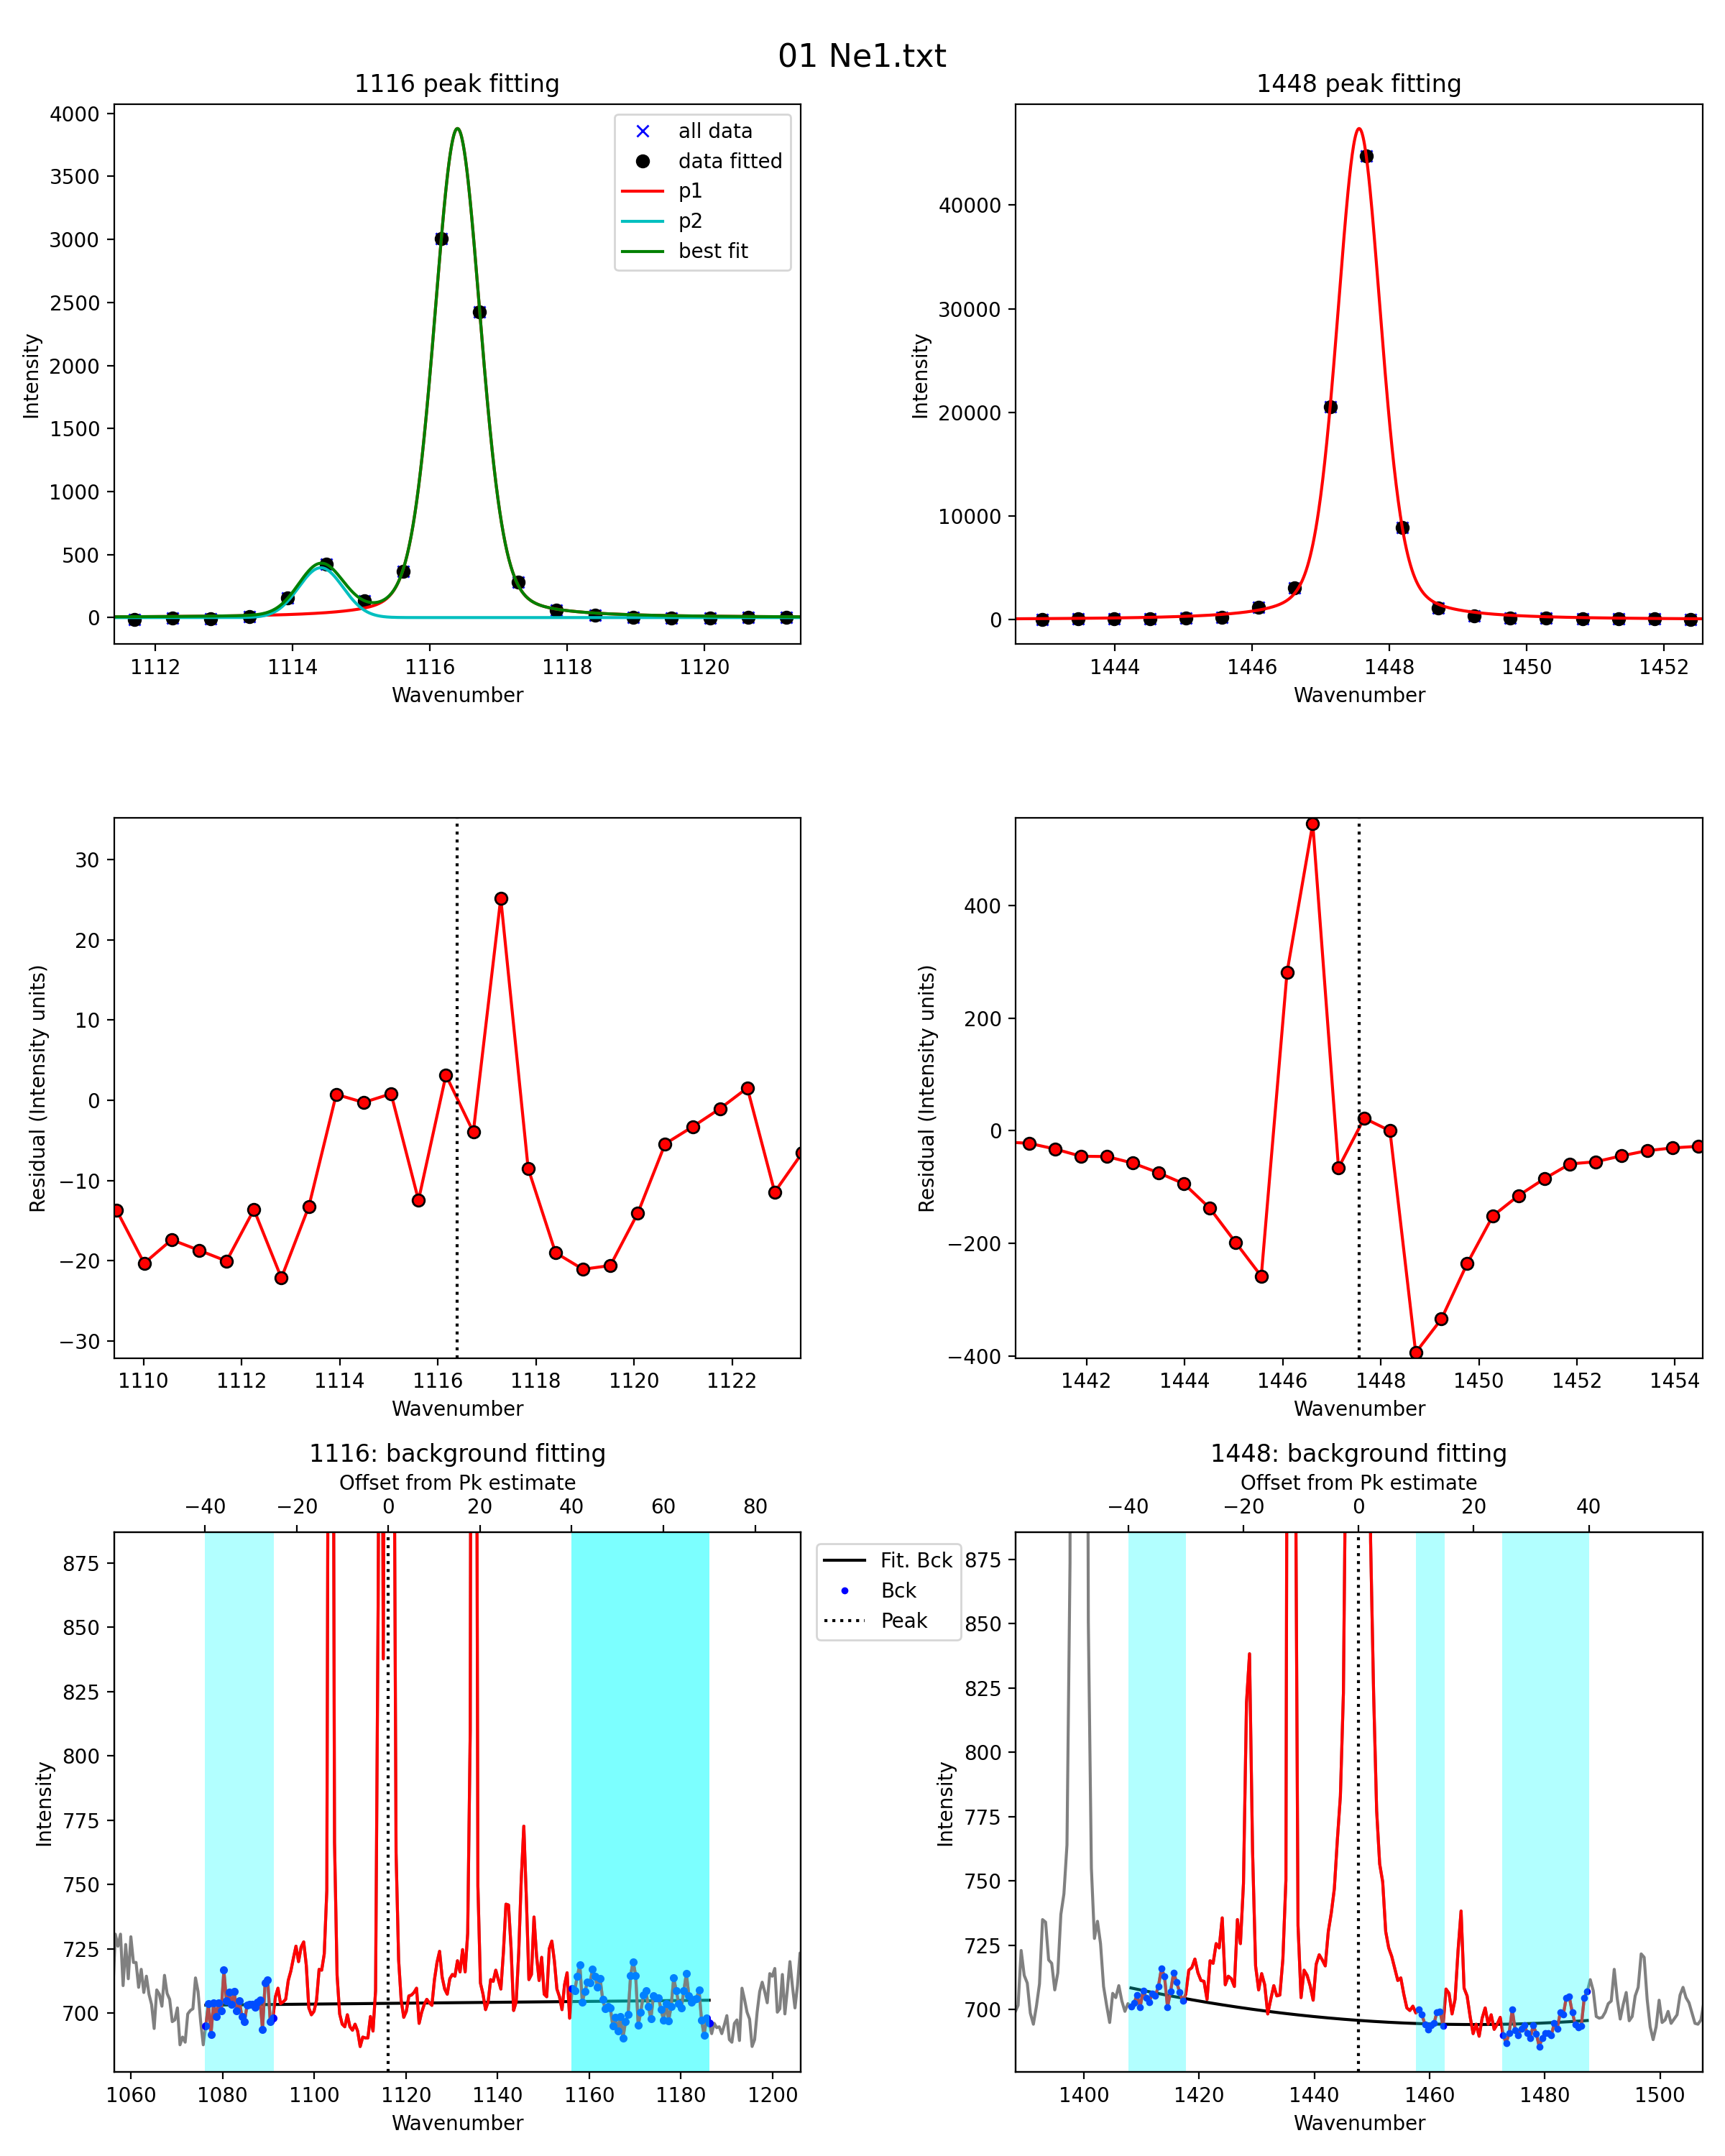 01 Ne1.txt
1116 peak fitting
4000
3500
3000
2500
2000
1500
1000
500
0
Intensity
all data
data fitted
p1
p2
best fit
1112 1114 1116 1118 1120
Wavenumber
1448 peak fitting
40000
30000
20000
10000
0
Intensity
1444 1446 1448 1450 1452
Wavenumber
30
20
10
0
−10
−20
−30
Residual (Intensity units)
1110 1112 1114 1116 1118 1120 1122
Wavenumber
400
200
0
−200
−400
Residual (Intensity units)
1442 1444 1446 1448 1450 1452 1454
Wavenumber
1116: background fitting
Offset from Pk estimate
−40 −20 0 20 40 60 80
875
850
825
800
775
750
725
700
Intensity
1060 1080 1100 1120 1140 1160 1180 1200
Wavenumber
Fit. Bck
Bck
Peak
1448: background fitting
Offset from Pk estimate
−40 −20 0 20 40
875
850
825
800
775
750
725
700
Intensity
1400 1420 1440 1460 1480 1500
Wavenumber